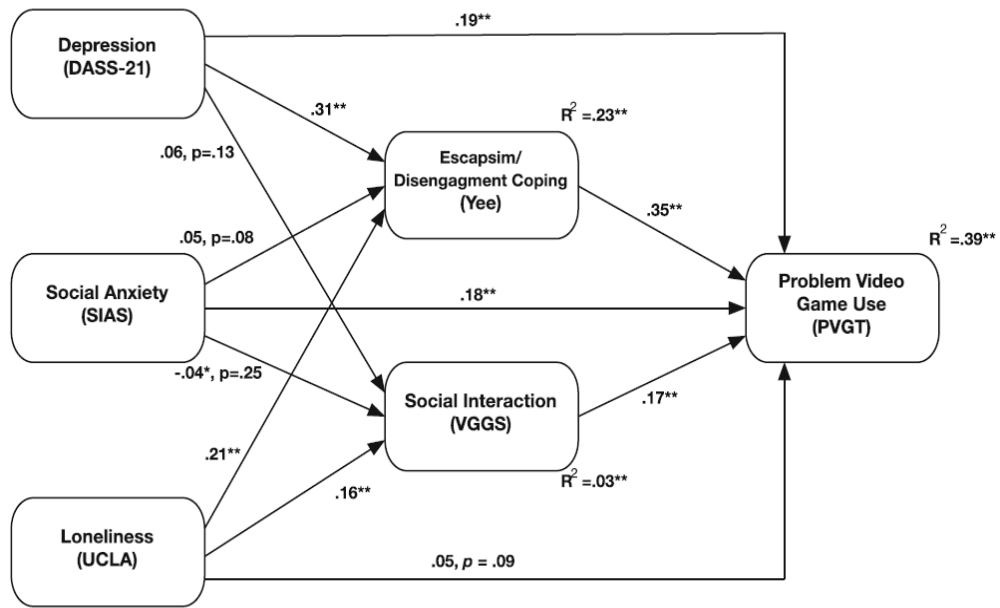 .19**
Depression
(DASS-21)
.31**
R² =.23**
.06, p=.13
Escapsim/
Disengagment Coping
(Yee)
.35**
.05, p=.08
R² =.39**
Social Anxiety
(SIAS)
.18**
Problem Video
Game Use
(PVGT)
-.04*, p=.25
Social Interaction
(VGGS)
.17**
.21**
R² =.03**
.16**
Loneliness
(UCLA)
.05, p = .09